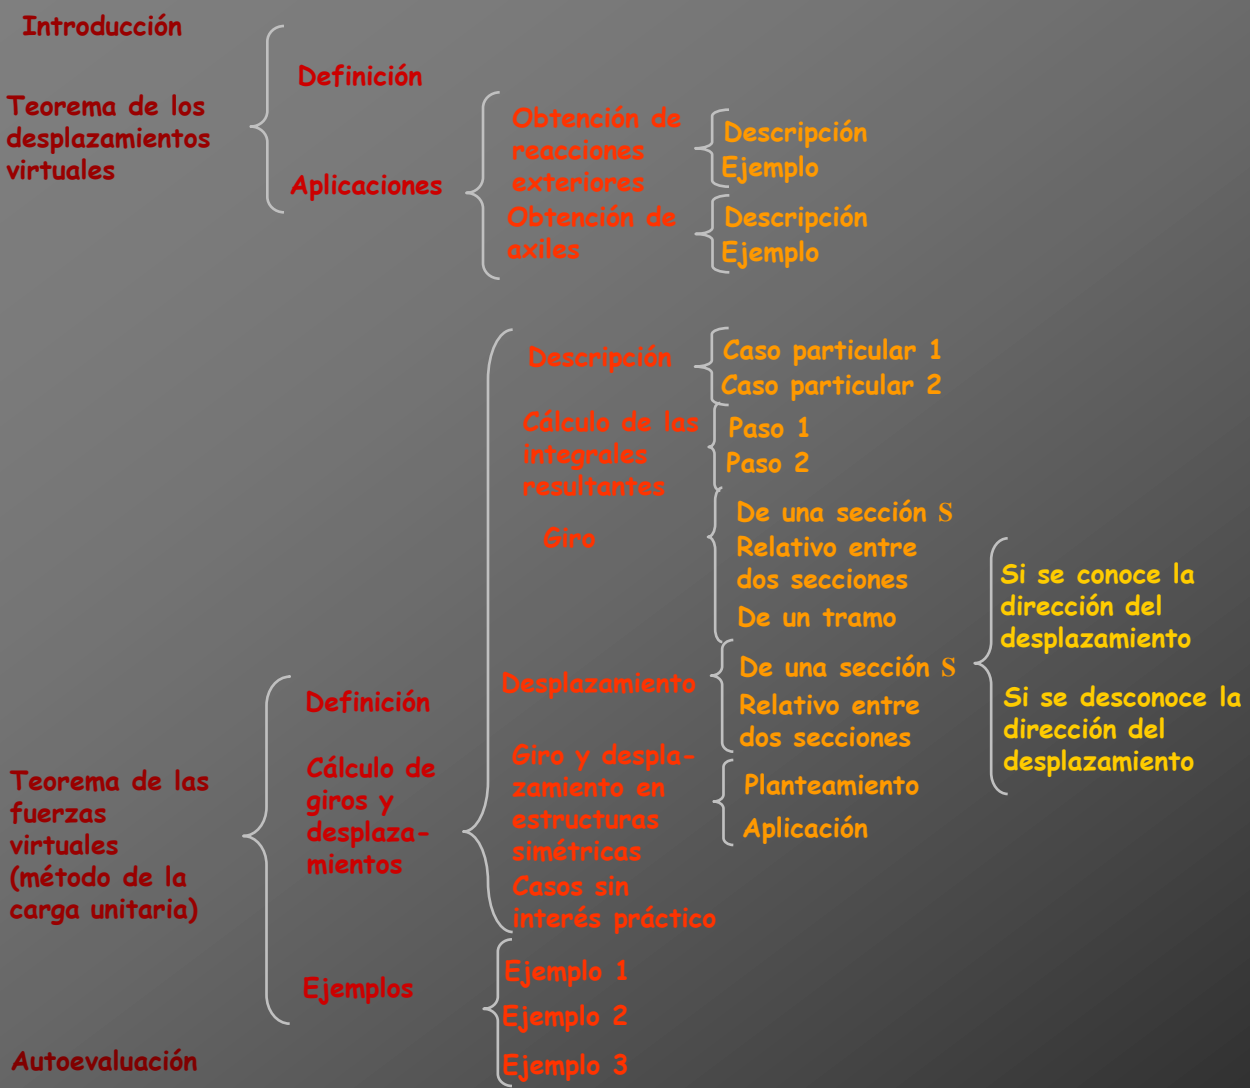 Introducción
Teorema de los
desplazamientos
virtuales
Definición
Aplicaciones
Obtención de
reacciones
exteriores
Descripción
Ejemplo
Obtención de
axiles
Descripción
Ejemplo
Teorema de las
fuerzas
virtuales
(método de la
carga unitaria)
Definición
Cálculo de
giros y
desplaza-
mientos
Descripción
Caso particular 1
Caso particular 2
Cálculo de las
integrales
resultantes
Paso 1
Paso 2
Giro
De una sección S
Relativo entre
dos secciones
De un tramo
Desplazamiento
De una sección S
Si se conoce la
dirección del
desplazamiento
Si se desconoce la
dirección del
desplazamiento
Relativo entre
dos secciones
Giro y despla-
zamiento en
estructuras
simétricas
Planteamiento
Aplicación
Casos sin
interés práctico
Ejemplos
Ejemplo 1
Ejemplo 2
Ejemplo 3
Autoevaluación